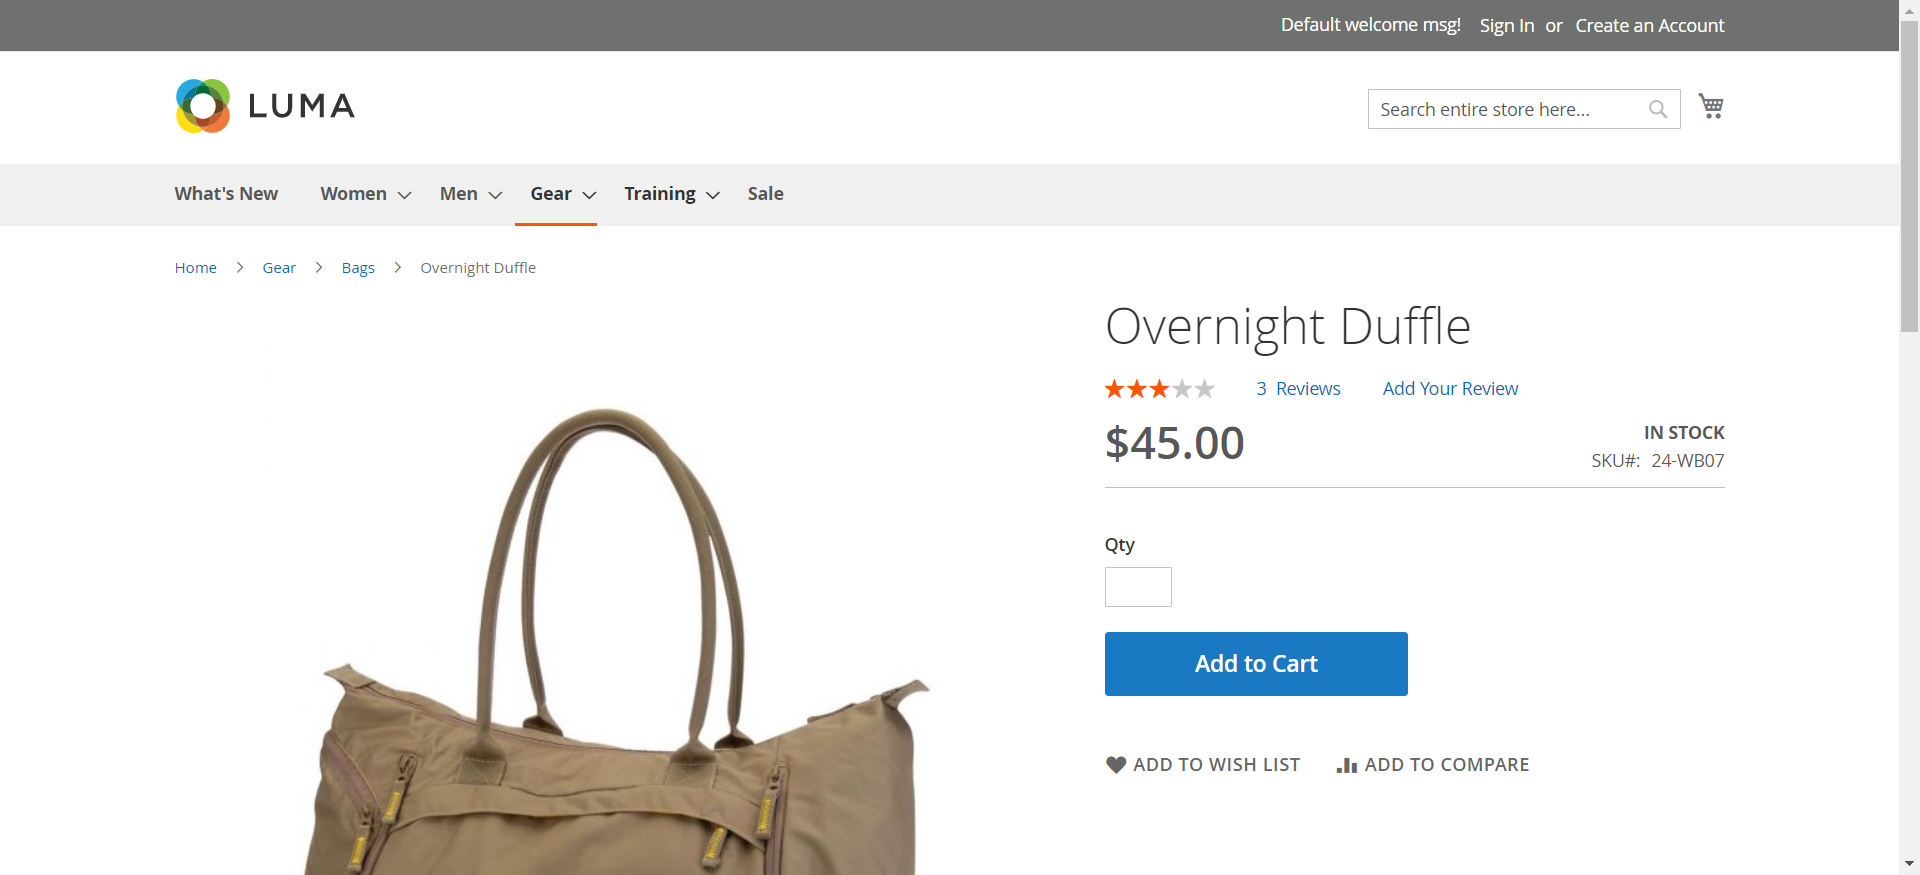 Default welcome msg! Sign In or Create an Account
LUMA
Search entire store here...
What's New Women Men Gear Training Sale
Home Gear Bags Overnight Duffle
Overnight Duffle
3 Reviews Add Your Review
$45.00
IN STOCK
SKU#: 24-WB07
Qty
Add to Cart
ADD TO WISH LIST ADD TO COMPARE